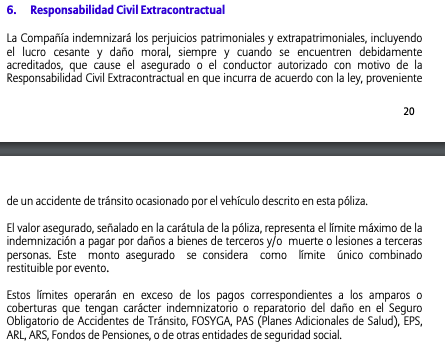 6. Responsabilidad Civil Extracontractual
La Compañía indemnizará los perjuicios patrimoniales y extrapatrimoniales, incluyendo
el lucro cesante y daño moral, siempre y cuando se encuentren debidamente
acreditados, que cause el asegurado o el conductor autorizado con motivo de la
Responsabilidad Civil Extracontractual en que incurra de acuerdo con la ley, proveniente
20
de un accidente de tránsito ocasionado por el vehículo descrito en esta póliza.
El valor asegurado, señalado en la carátula de la póliza, representa el límite máximo de la
indemnización a pagar por daños a bienes de terceros y/o muerte o lesiones a terceras
personas. Este monto asegurado se considera como límite único combinado
restituible por evento.
Estos límites operarán en exceso de los pagos correspondientes a los amparos o
coberturas que tengan carácter indemnizatorio o reparatorio del daño en el Seguro
Obligatorio de Accidentes de Tránsito, FOSYGA, PAS (Planes Adicionales de Salud), EPS,
ARL, ARS, Fondos de Pensiones, o de otras entidades de seguridad social.